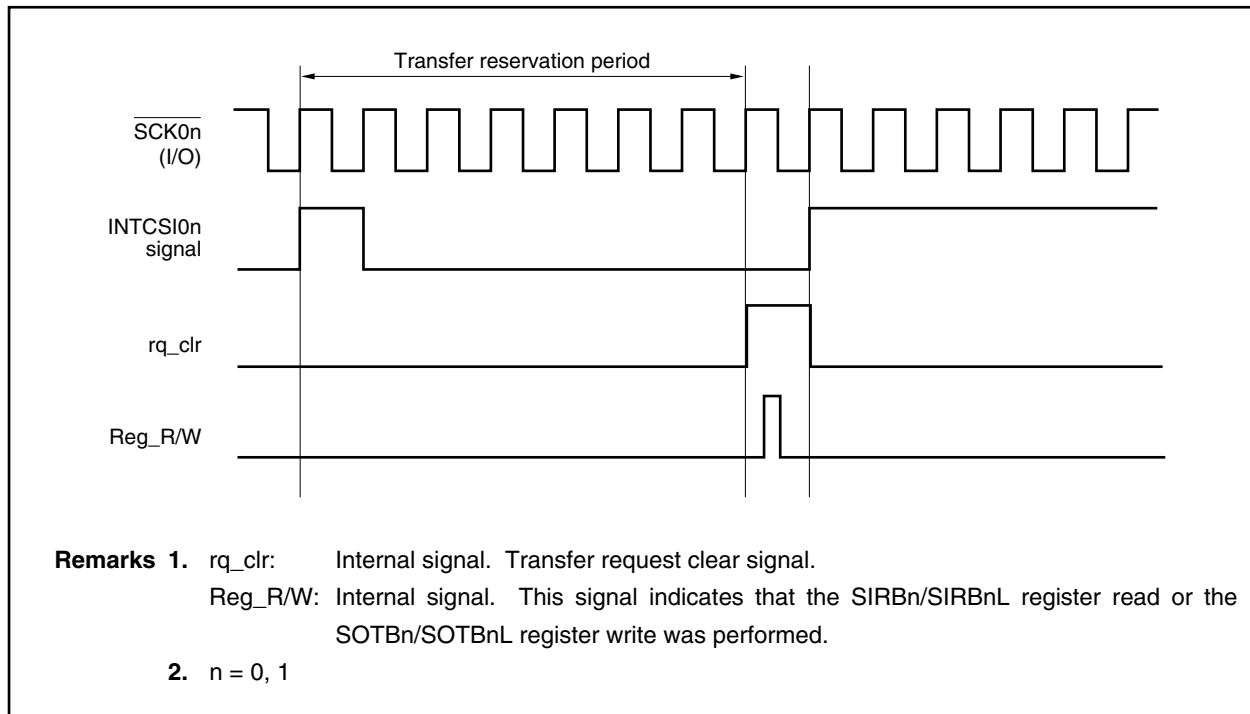 Transfer reservation period
SCK0n
(I/O)
INTCSI0n
signal
rq_clr
Reg_R/W
Remarks 1. rq_clr: Internal signal. Transfer request clear signal.
Reg_R/W: Internal signal. This signal indicates that the SIRBn/SIRBnL register read or the
SOTBn/SOTBnL register write was performed.
2. n = 0, 1